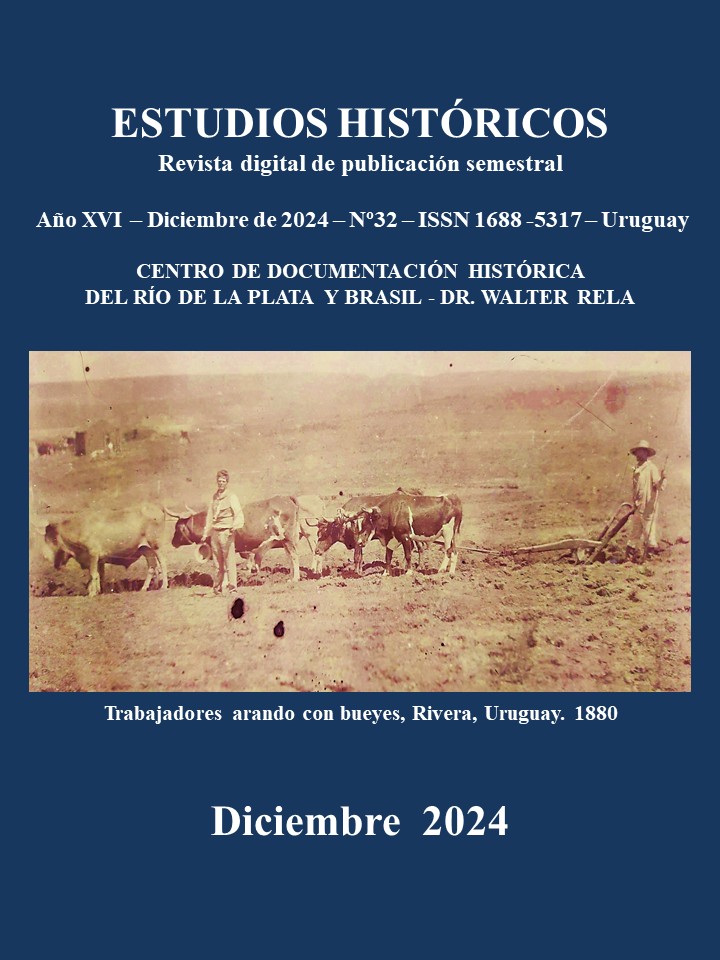 ESTUDIOS HISTÓRICOS
Revista digital de publicación semestral
Año XVI – Diciembre de 2024 – Nº32 – ISSN 1688 -5317 – Uruguay
CENTRO DE DOCUMENTACIÓN HISTÓRICA
DEL RÍO DE LA PLATA Y BRASIL - DR. WALTER RELA
Trabajadores arando con bueyes, Rivera, Uruguay. 1880
Diciembre 2024